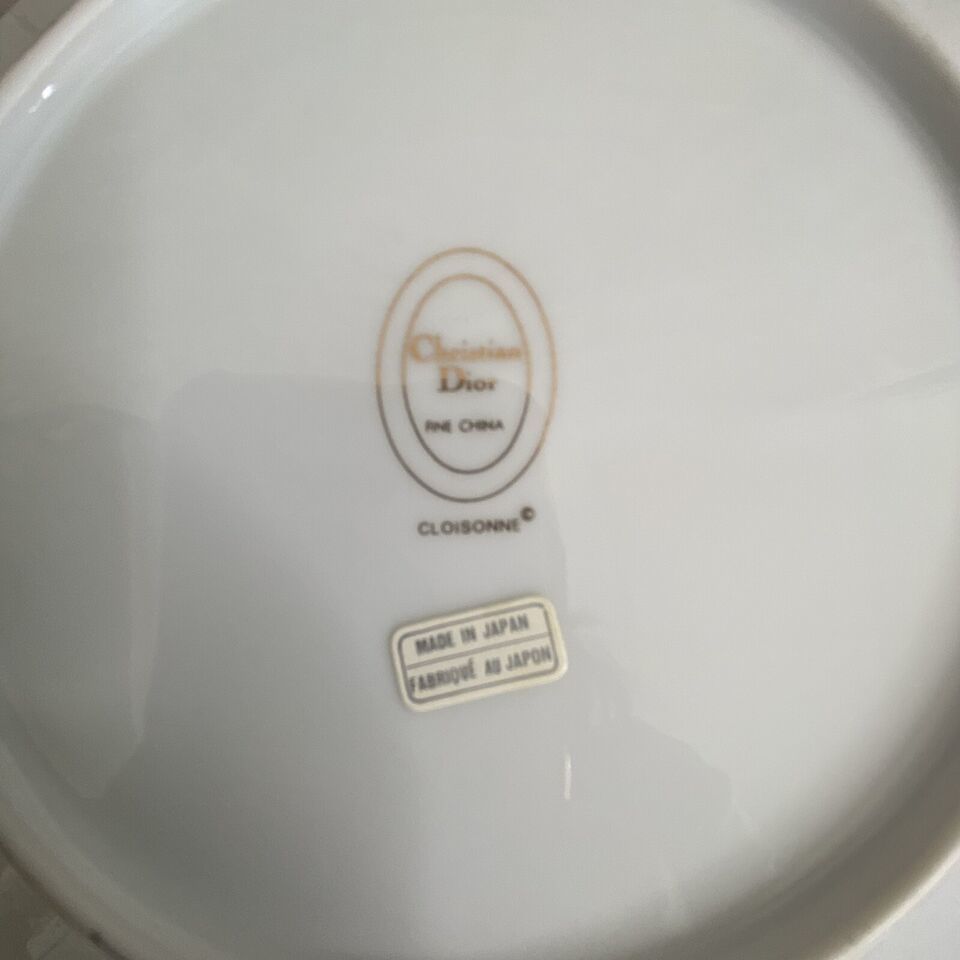 Christian
Dior
FINE CHINA
CLOISONNE©
MADE IN JAPAN
FABRIQUÉ AU JAPON